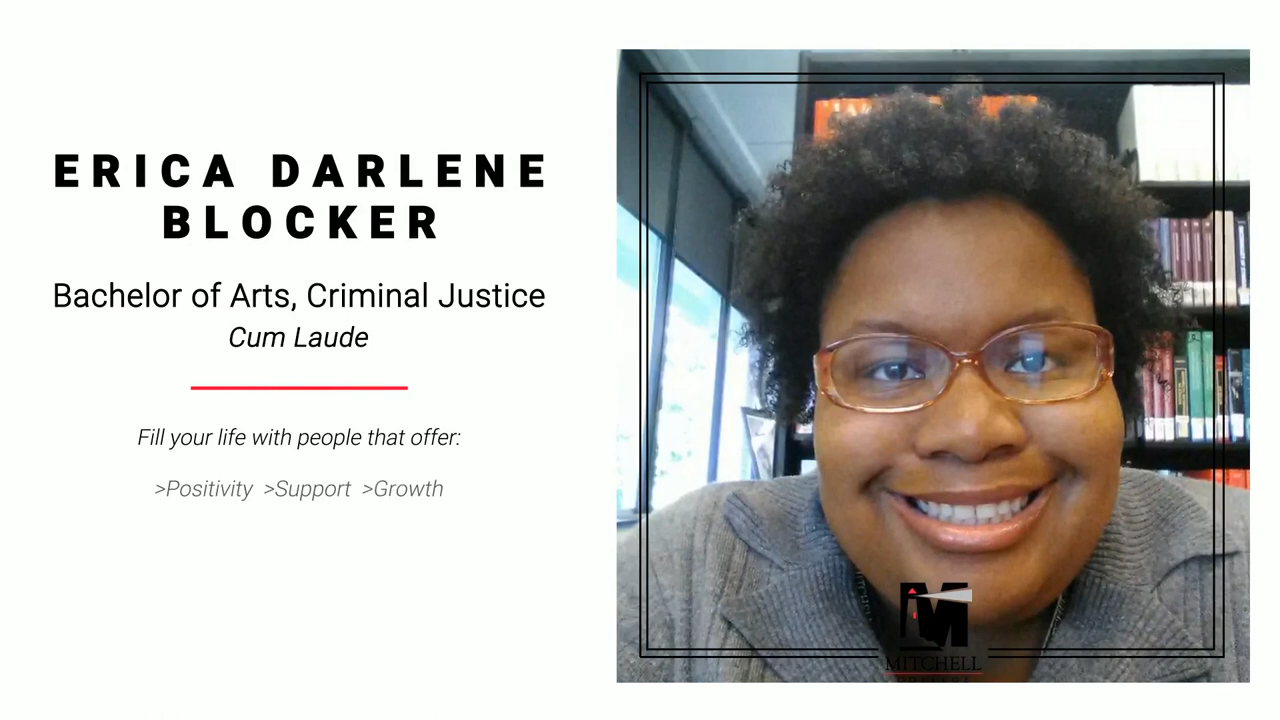 ERICA DARLENE
BLOCKER
Bachelor of Arts, Criminal Justice
Cum Laude
Fill your life with people that offer:
>Positivity >Support >Growth
MITCHELL